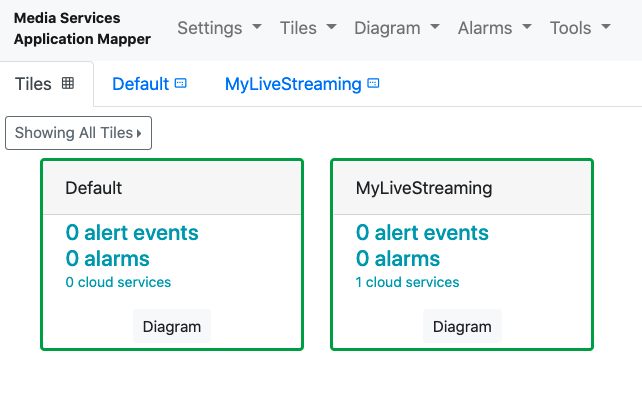 Media Services
Application Mapper
Settings Tiles Diagram Alarms Tools
Tiles Default MyLiveStreaming
Showing All Tiles
Default
0 alert events
0 alarms
0 cloud services
Diagram
MyLiveStreaming
0 alert events
0 alarms
1 cloud services
Diagram